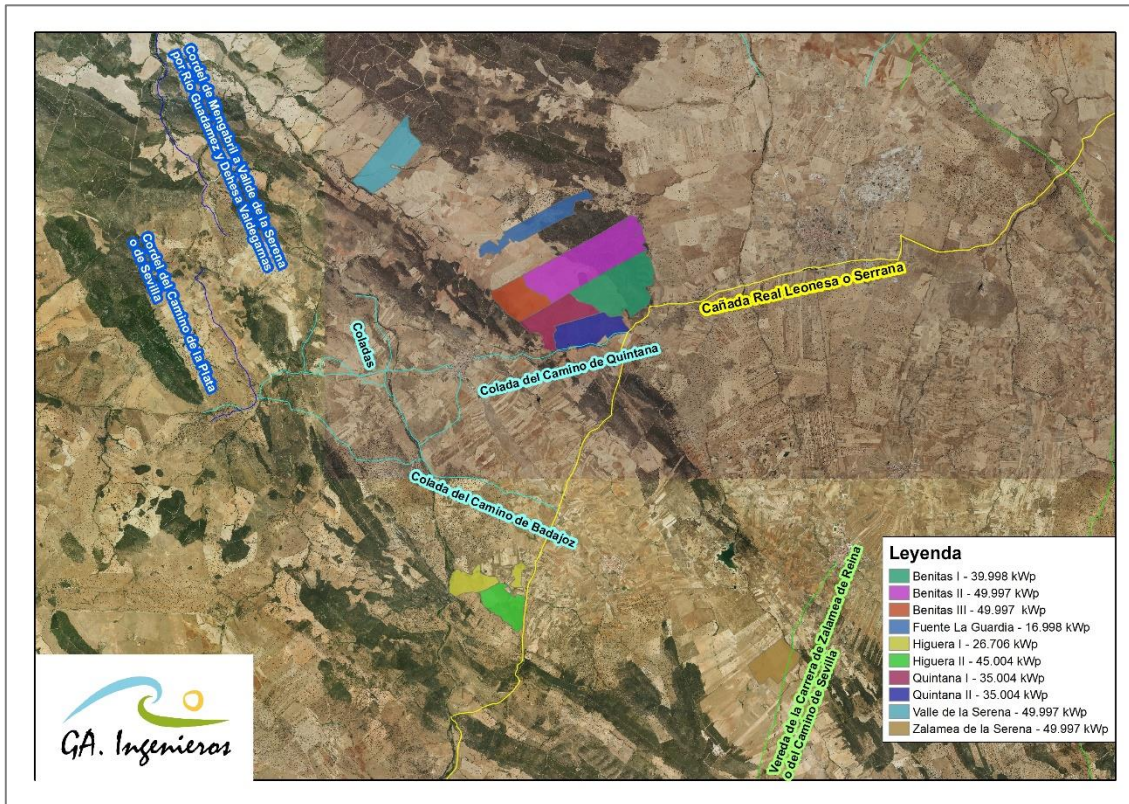 Cordel de Mengabril a Vallde de la Serena
por Río Guadamez y Dehesa Valdegamas
Cordel del Camino de la Plata
o de Sevilla
Coladas
Cañada Real Leonesa o Serrana
Colada del Camino de Quintana
Colada del Camino de Badajoz
Vereda de la Carrera de Zalamea de Reina
o del Camino de Sevilla
Leyenda
Benitas I - 39.998 kWp
Benitas II - 49.997 kWp
Benitas III - 49.997 kWp
Fuente La Guardia - 16.998 kWp
Higuera I - 26.706 kWp
Higuera II - 45.004 kWp
Quintana I - 35.004 kWp
Quintana II - 35.004 kWp
Valle de la Serena - 49.997 kWp
Zalamea de la Serena - 49.997 kWp
GA. Ingenieros